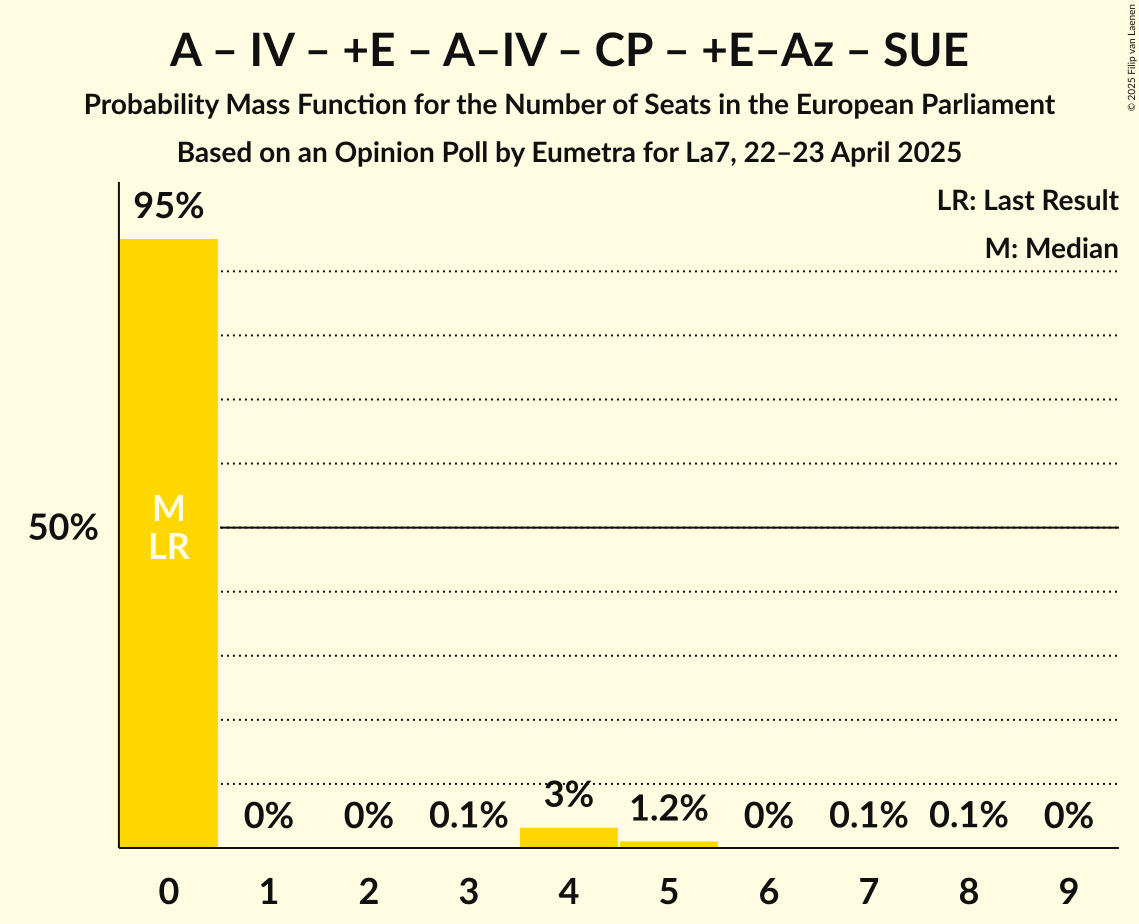 A – IV – +E – A–IV – CP – +E–Az – SUE
Probability Mass Function for the Number of Seats in the European Parliament
Based on an Opinion Poll by Eumetra for La7, 22–23 April 2025
© 2025 Filip van Laenen
LR: Last Result
M: Median
95%
M
LR
50%
0% 0% 0.1% 3% 1.2% 0% 0.1% 0.1% 0%
0 1 2 3 4 5 6 7 8 9